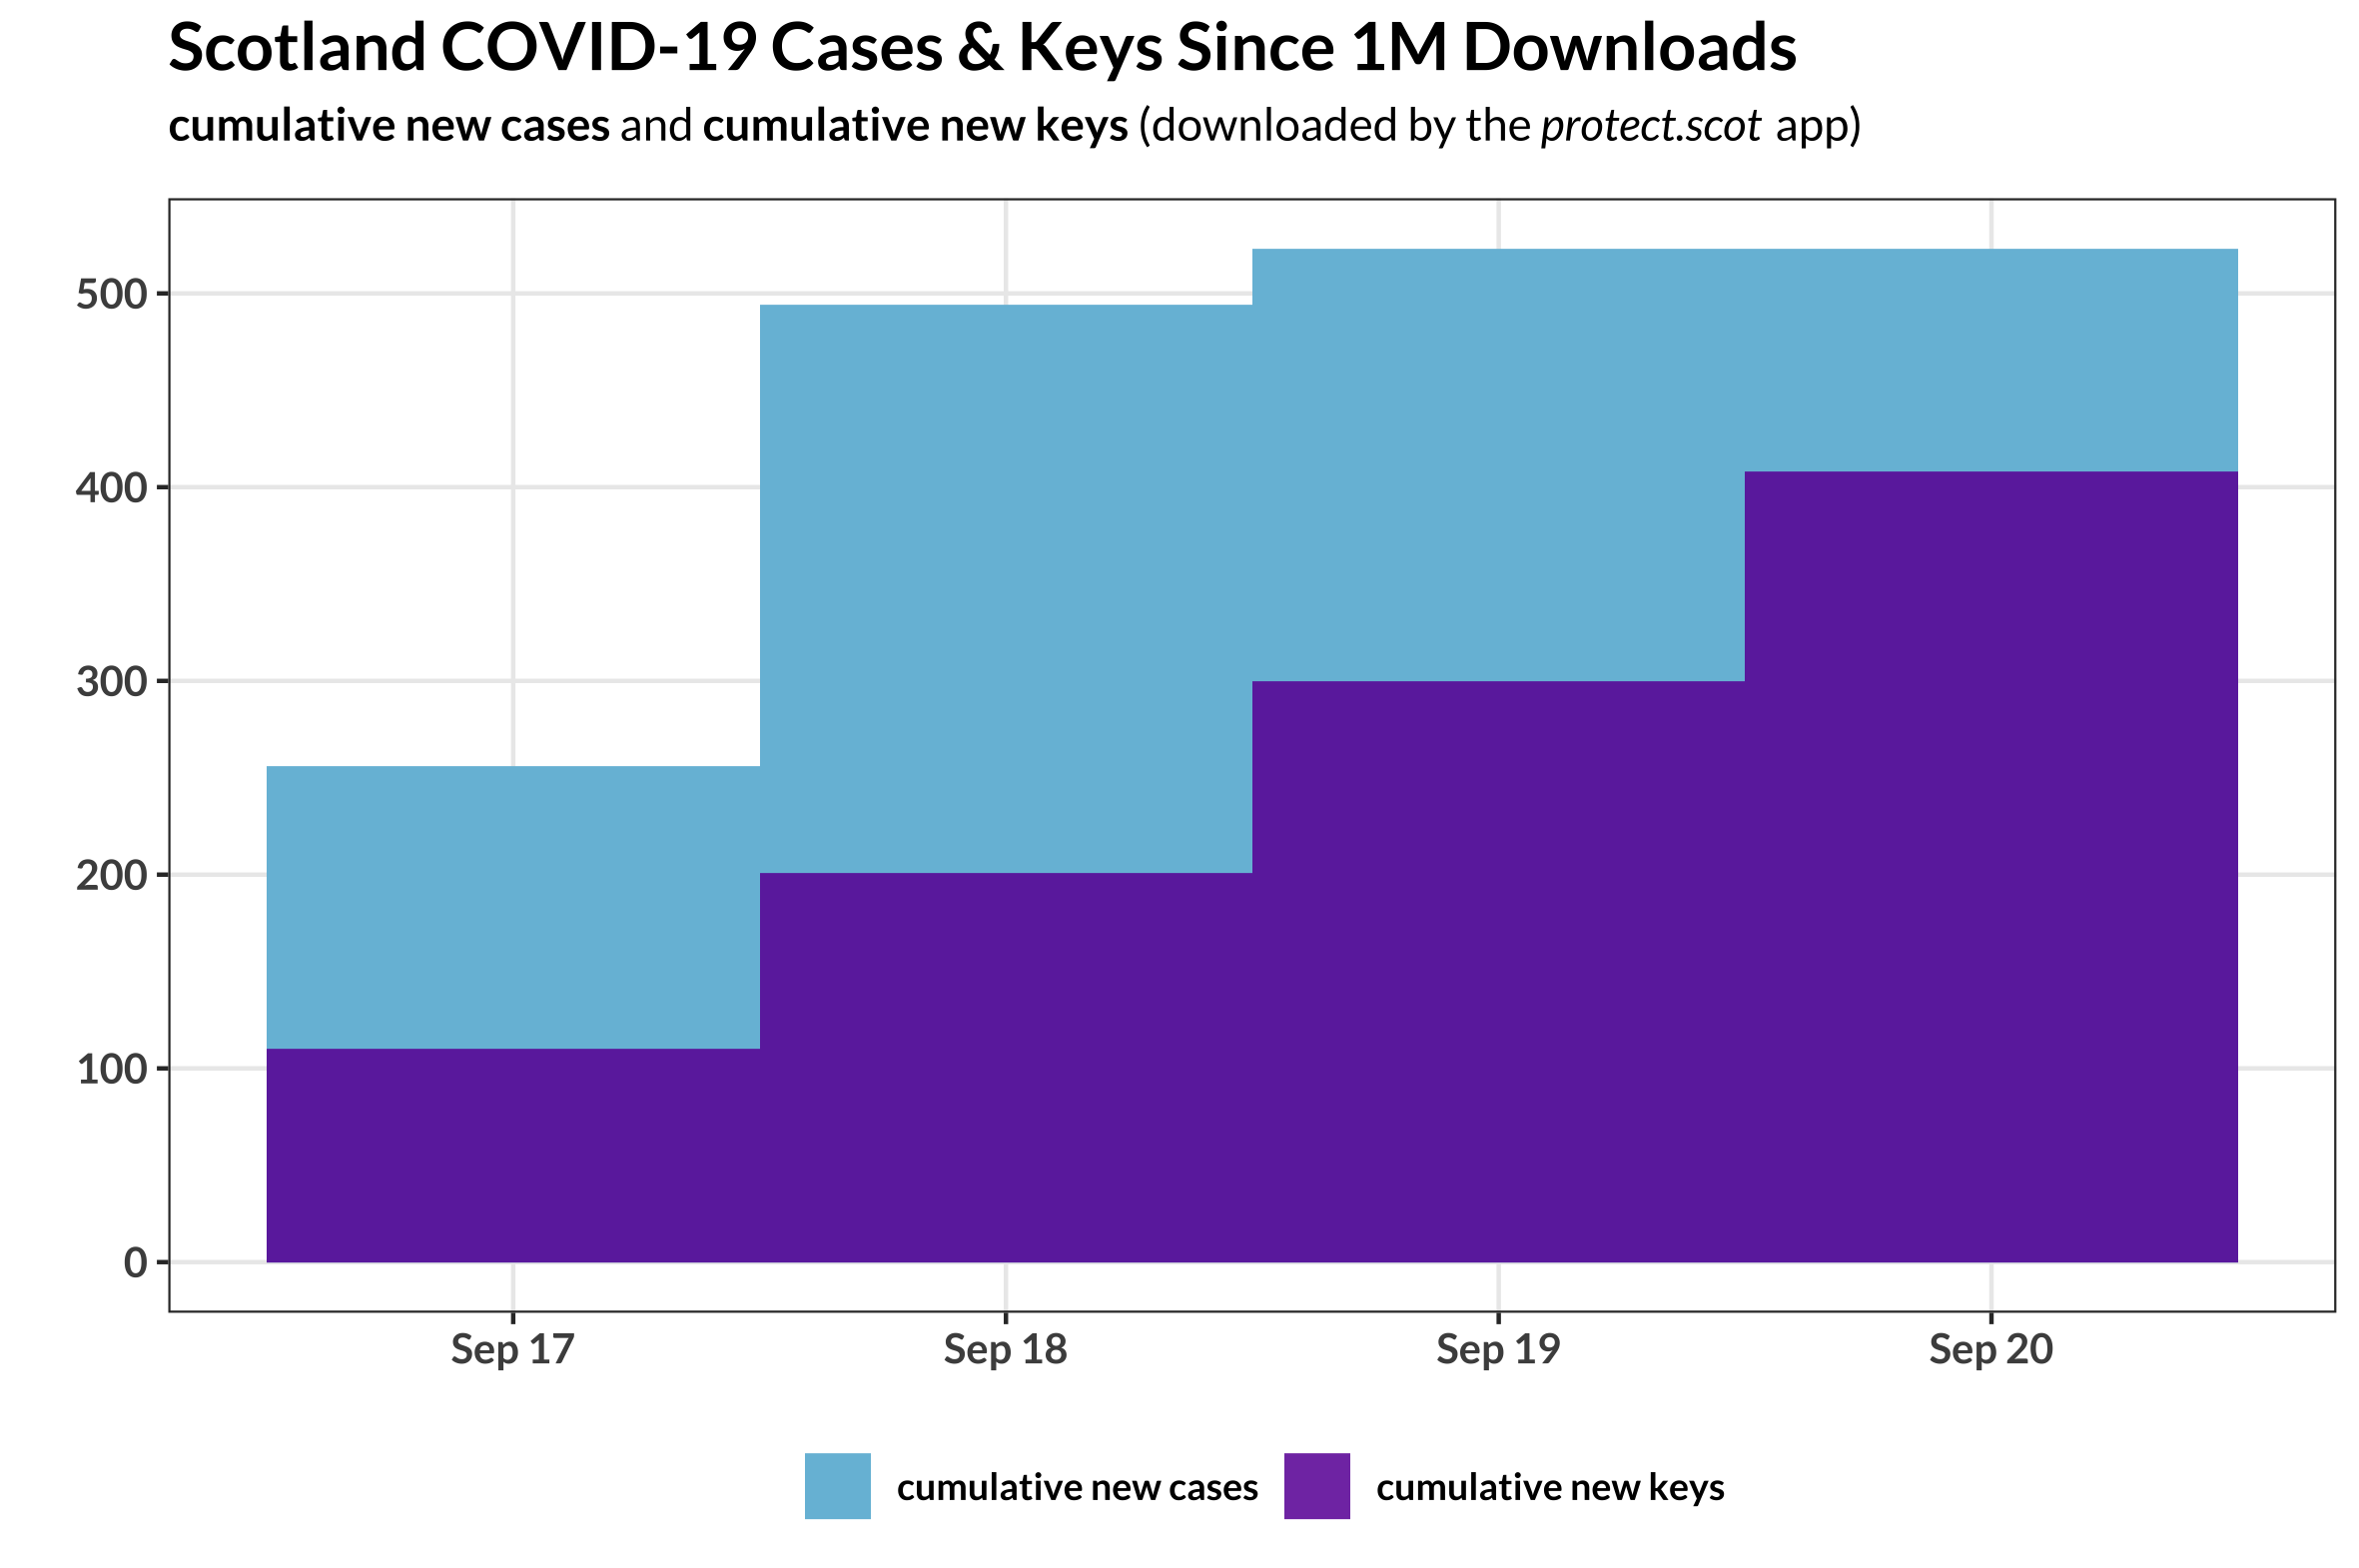 Scotland COVID-19 Cases & Keys Since 1M Downloads
cumulative new cases and cumulative new keys (downloaded by the protect.scot app)
500
400
300
200
100
0
Sep 17 Sep 18 Sep 19 Sep 20
cumulative new cases cumulative new keys